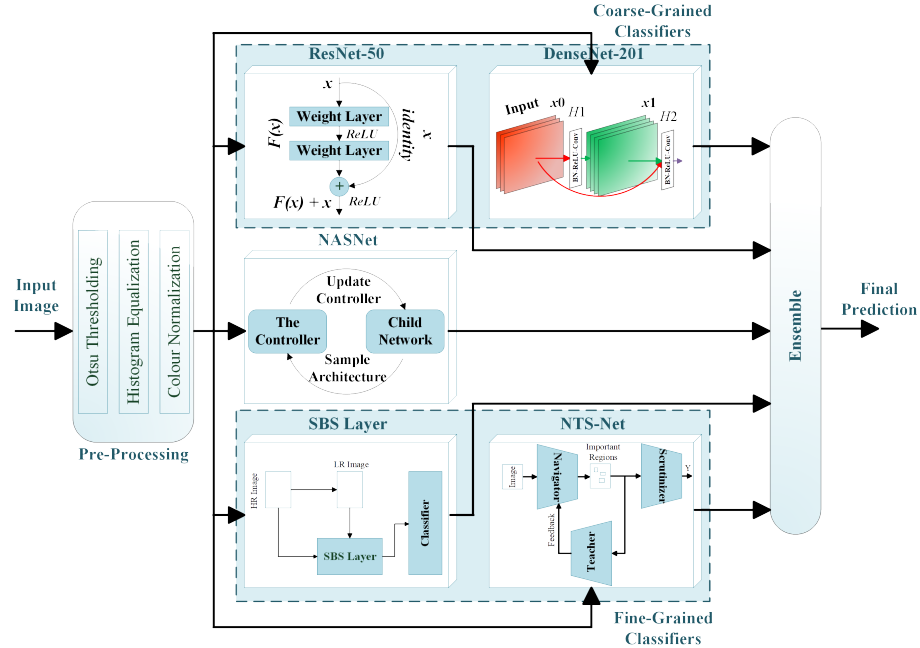 Coarse-Grained
Classifiers
ResNet-50
x
Weight Layer
ReLU
Weight Layer
F(x)
x
identity
+
F(x) + x
ReLU
DenseNet-201
Input
x0
H1
x1
H2
BN-ReLU-Conv
BN-ReLU-Conv
Input
Image
Otsu Thresholding
Histogram Equalization
Colour Normalization
Pre-Processing
NASNet
Update
Controller
The
Controller
Child
Network
Sample
Architecture
Ensemble
Final
Prediction
SBS Layer
HR Image
LR Image
SBS Layer
Classifier
NTS-Net
Image
Navigator
Important
Regions
Scrutinizer
Feedback
Teacher
Fine-Grained
Classifiers